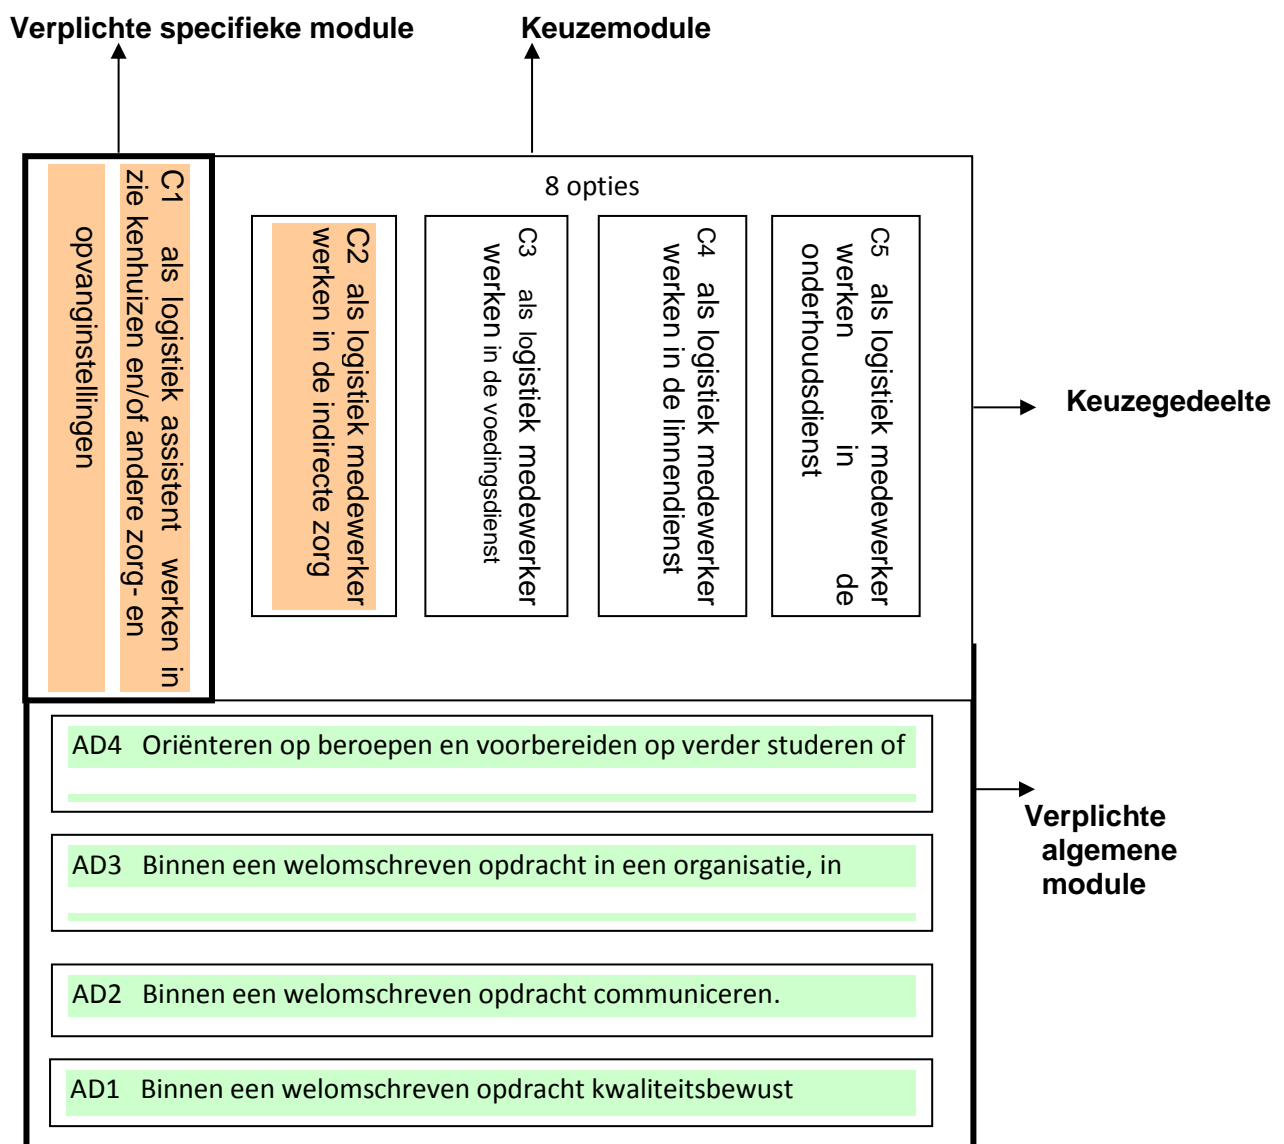 Verplichte specifieke module
Keuzemodule
8 opties
C1 als logistiek assistent werken in
zie kenhuizen en/of andere zorg- en
opvanginstellingen
C2 als logistiek medewerker
werken in de indirecte zorg
C3 als logistiek medewerker
werken in de voedingsdienst
C4 als logistiek medewerker
werken in de linnendienst
C5 als logistiek medewerker
werken in de
onderhoudsdienst
Keuzegedeelte
AD4 Oriënteren op beroepen en voorbereiden op verder studeren of
AD3 Binnen een welomschreven opdracht in een organisatie, in
AD2 Binnen een welomschreven opdracht communiceren.
AD1 Binnen een welomschreven opdracht kwaliteitsbewust
Verplichte
algemene
module